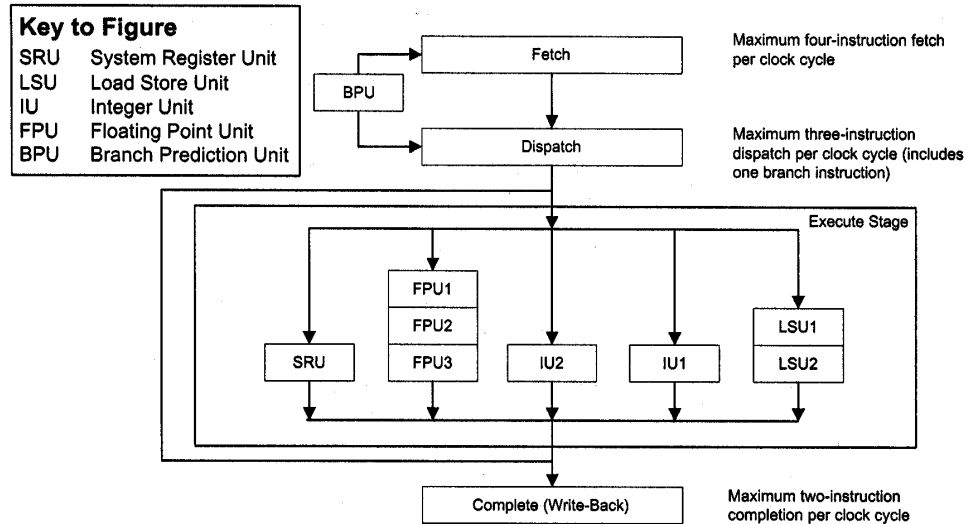 Key to Figure
SRU System Register Unit
LSU Load Store Unit
IU Integer Unit
FPU Floating Point Unit
BPU Branch Prediction Unit
Fetch
Maximum four-instruction fetch
per clock cycle
BPU
Dispatch
Maximum three-instruction
dispatch per clock cycle (includes
one branch instruction)
Execute Stage
FPU1
FPU2
LSU1
SRU
FPU3
IU2
IU1
LSU2
Complete (Write-Back)
Maximum two-instruction
completion per clock cycle